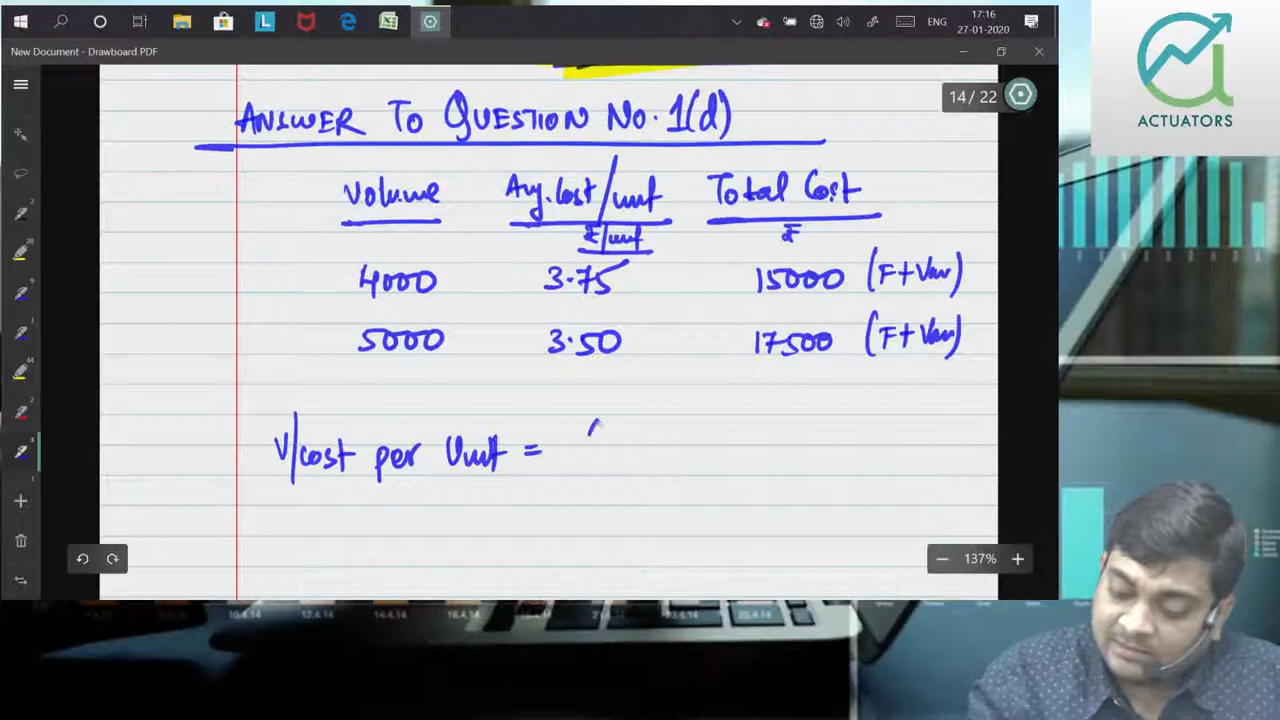 ENG
17:16
27-01-2020
New Document - Drawboard PDF
14 / 22
ACTUATORS
ANSWER TO QUESTION NO. 1(d)
Volume Avg. Cost/unit Total Cost
₹/unit ₹
4000 3.75 15000 (F+Var)
5000 3.50 17500 (F+Var)
V/cost per Unit =
137%